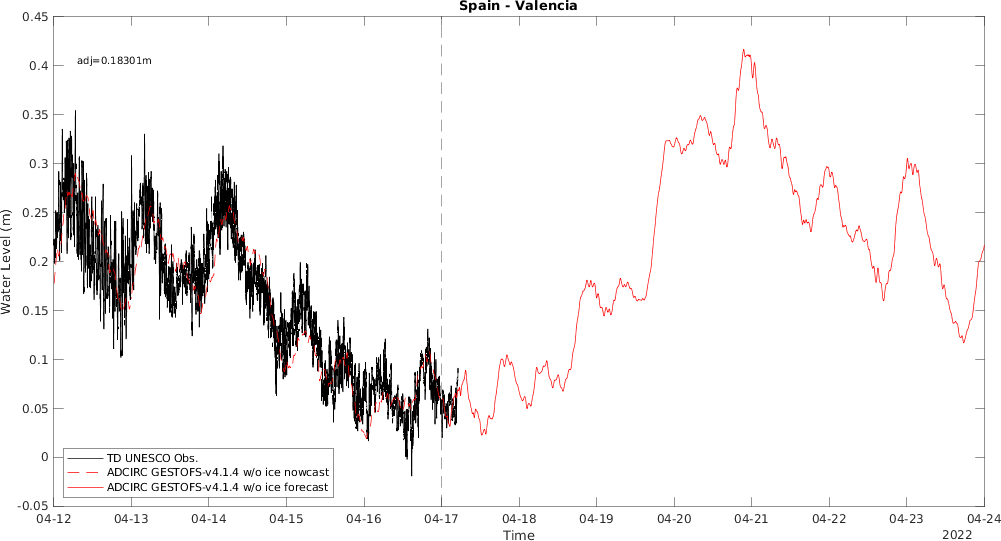 Spain - Valencia
adj=0.18301m
Water Level (m)
0.45
0.4
0.35
0.3
0.25
0.2
0.15
0.1
0.05
0
-0.05
TD UNESCO Obs.
ADCIRC GESTOFS-v4.1.4 w/o ice nowcast
ADCIRC GESTOFS-v4.1.4 w/o ice forecast
04-12 04-13 04-14 04-15 04-16 04-17 04-18 04-19 04-20 04-21 04-22 04-23 04-24
Time
2022